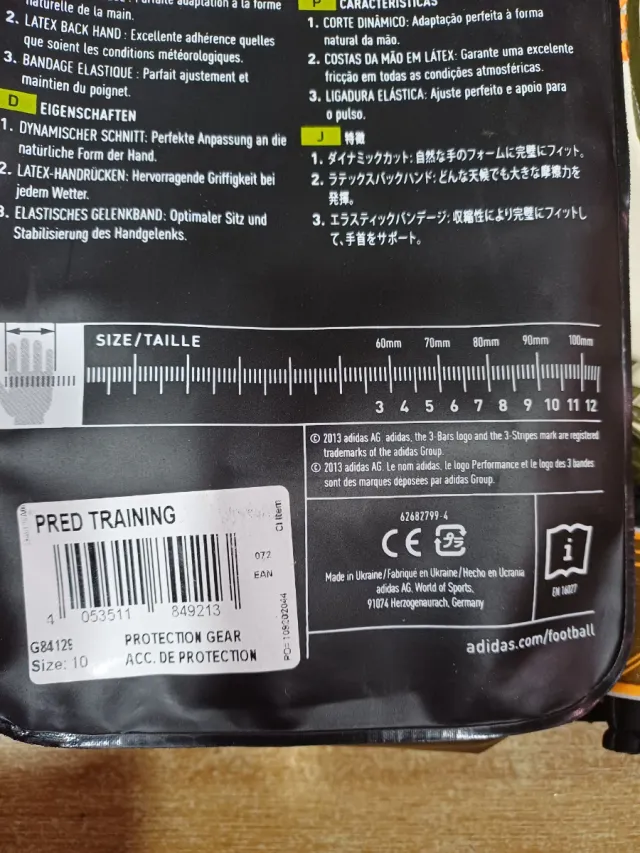 naturelle de la main.
2. LATEX BACK HAND : Excellente adhérence quelles
que soient les conditions météorologiques.
3. BANDAGE ELASTIQUE : Parfait ajustement et
maintien du poignet.
D EIGENSCHAFTEN
1. DYNAMISCHER SCHNITT: Perfekte Anpassung an die
natürliche Form der Hand.
2. LATEX-HANDRÜCKEN: Hervorragende Griffigkeit bei
jedem Wetter.
3. ELASTISCHES GELENKBAND: Optimaler Sitz und
Stabilisierung des Handgelenks.
P CARACTERÍSTICAS
1. CORTE DINÂMICO: Adaptação perfeita à forma
natural da mão.
2. COSTAS DA MÃO EM LÁTEX: Garante uma excelente
fricção em todas as condições atmosféricas.
3. LIGADURA ELÁSTICA: Ajuste perfeito e apoio para
o pulso.
J 特徴
1. ダイナミックカット: 自然な手のフォームに完璧にフィット。
2. ラテックスバックハンド: どんな天候でも大きな摩擦力を
発揮。
3. エラスティックバンデージ: 収縮性により完璧にフィットし
て、手首をサポート。
SIZE/TAILLE
60mm 70mm 80mm 90mm 100mm
3 4 5 6 7 8 9 10 11 12
© 2013 adidas AG. adidas, the 3-Bars logo and the 3-Stripes mark are registered
trademarks of the adidas Group.
© 2013 adidas AG. Le nom adidas, le logo Performance et le logo des 3 bandes
sont des marques déposées par adidas Group.
62682799-4
CE プラ
Made in Ukraine/Fabriqué en Ukraine/Hecho en Ucrania
adidas AG, World of Sports,
91074 Herzogenaurach, Germany
i
EN 16027
adidas.com/football
PRED TRAINING
CI Item
072
EAN
4 053511 849213
G84129
Size: 10
PROTECTION GEAR
ACC. DE PROTECTION